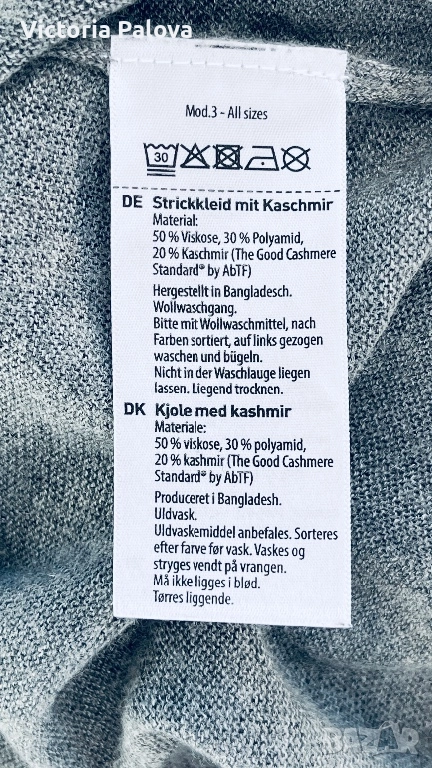 Victoria Palova
Mod.3 - All sizes
30
DE Strickkleid mit Kaschmir
Material:
50 % Viskose, 30 % Polyamid,
20 % Kaschmir (The Good Cashmere
Standard® by AbTF)
Hergestellt in Bangladesch.
Wollwaschgang.
Bitte mit Wollwaschmittel, nach
Farben sortiert, auf links gezogen
waschen und bügeln.
Nicht in der Waschlauge liegen
lassen. Liegend trocknen.
DK Kjole med kashmir
Materiale:
50 % viskose, 30 % polyamid,
20 % kashmir (The Good Cashmere
Standard® by AbTF)
Produceret i Bangladesh.
Uldvask.
Uldvaskemiddel anbefales. Sorteres
efter farve før vask. Vaskes og
stryges vendt på vrangen.
Må ikke ligges i blød.
Tørres liggende.
BAZAR